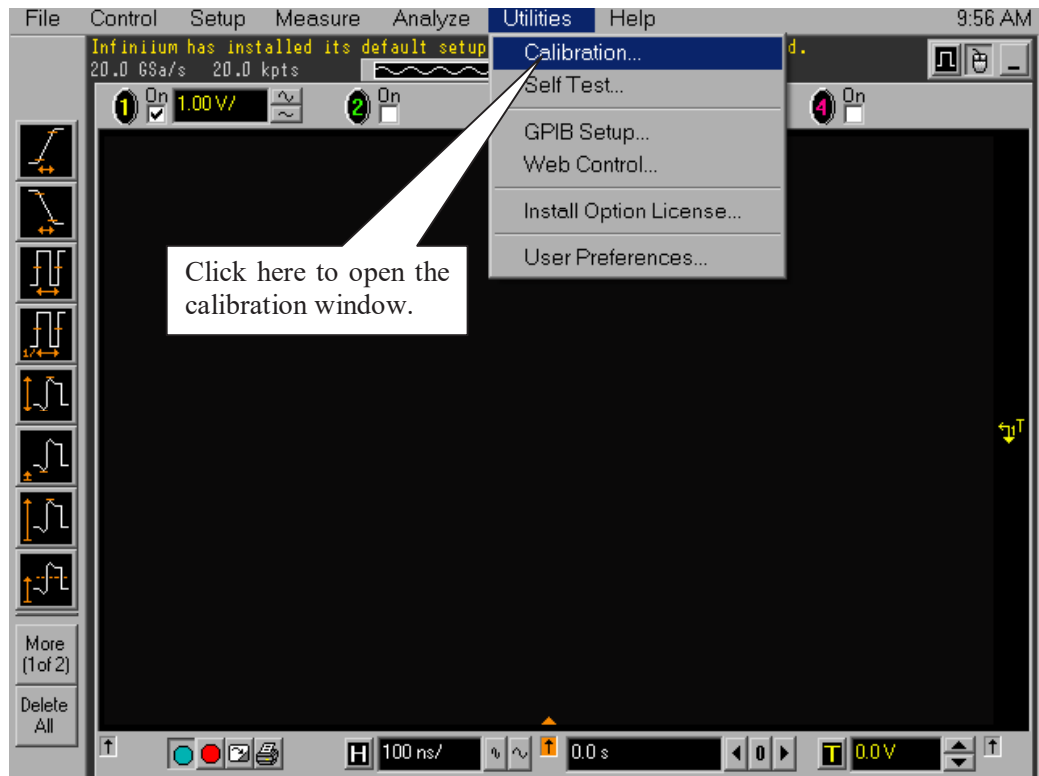 File Control Setup Measure Analyze Utilities Help 9:56 AM
Infiniium has installed its default setup d.
20.0 GSa/s 20.0 kpts
1 On 1.00 V/ 2 On 4 On
Calibration...
Self Test...
GPIB Setup...
Web Control...
Install Option License...
User Preferences...
Click here to open the
calibration window.
1/
T
More
(1of 2)
Delete
All
H 100 ns/ 0.0 s 0 T 0.0 V